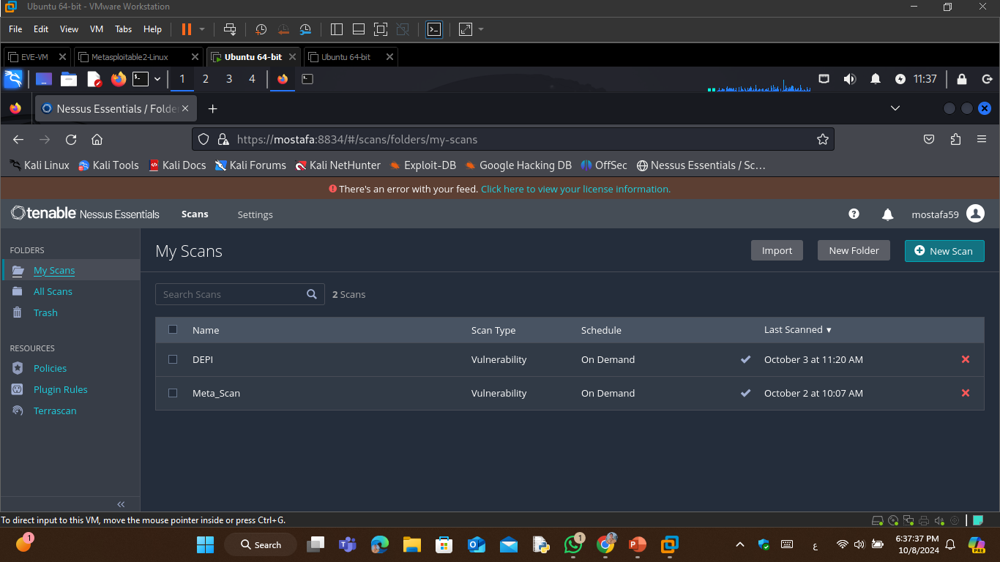 Ubuntu 64-bit - VMware Workstation
File Edit View VM Tabs Help
EVE-VM Metasploitable2-Linux Ubuntu 64-bit Ubuntu 64-bit
1 2 3 4 11:37
Nessus Essentials / Folde
https://mostafa:8834/#/scans/folders/my-scans
Kali Linux Kali Tools Kali Docs Kali Forums Kali NetHunter Exploit-DB Google Hacking DB OffSec Nessus Essentials / Sc...
There's an error with your feed. Click here to view your license information.
tenable Nessus Essentials Scans Settings mostafa59
FOLDERS
My Scans
All Scans
Trash
RESOURCES
Policies
Plugin Rules
Terrascan
My Scans
Import New Folder New Scan
Search Scans 2 Scans
Name Scan Type Schedule Last Scanned ▼
DEPI Vulnerability On Demand October 3 at 11:20 AM
Meta_Scan Vulnerability On Demand October 2 at 10:07 AM
To direct input to this VM, move the mouse pointer inside or press Ctrl+G.
1 Search 1 ع 6:37:37 PM
10/8/2024
PRE